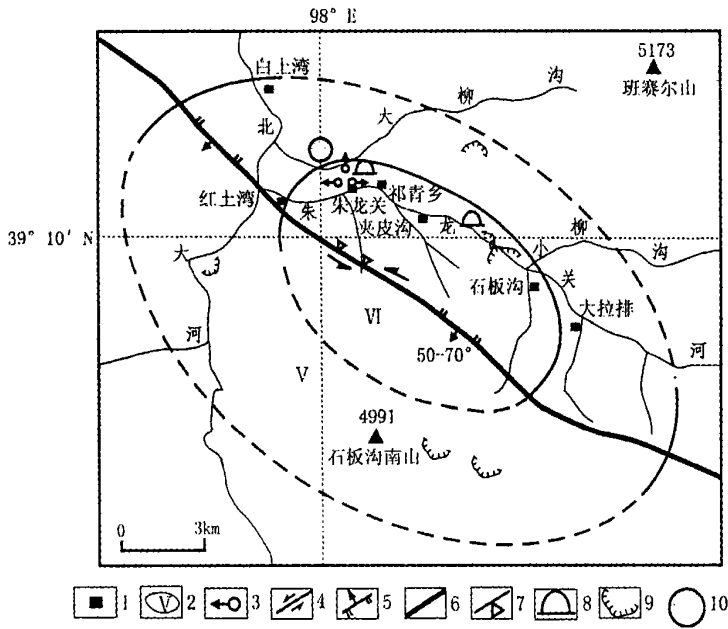 98° E
5173
班赛尔山
白土湾
沟
柳
大
北
祁青乡
红土湾
朱
朱龙关
夹皮沟
龙
39° 10′ N
大
小
柳
沟
石板沟
关
大拉排
河
VI
河
50~70°
V
4991
石板沟南山
0
3km
1
V 2
3
4
5
6
7
8
9
10